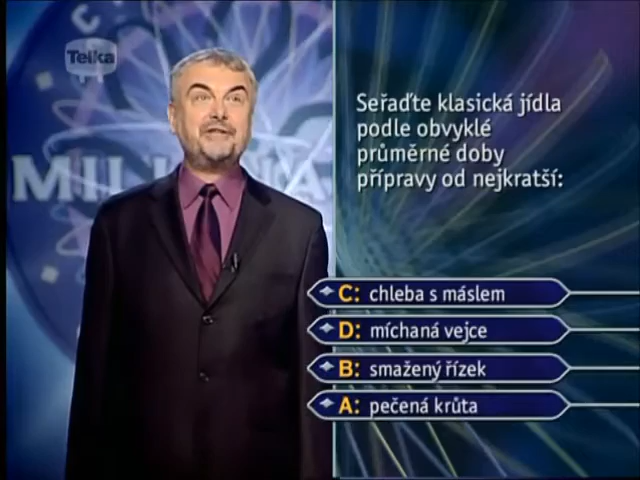 Telka
MILIONÁ
Seřaďte klasická jídla
podle obvyklé
průměrné doby
přípravy od nejkratší:
C: chleba s máslem
D: míchaná vejce
B: smažený řízek
A: pečená krůta